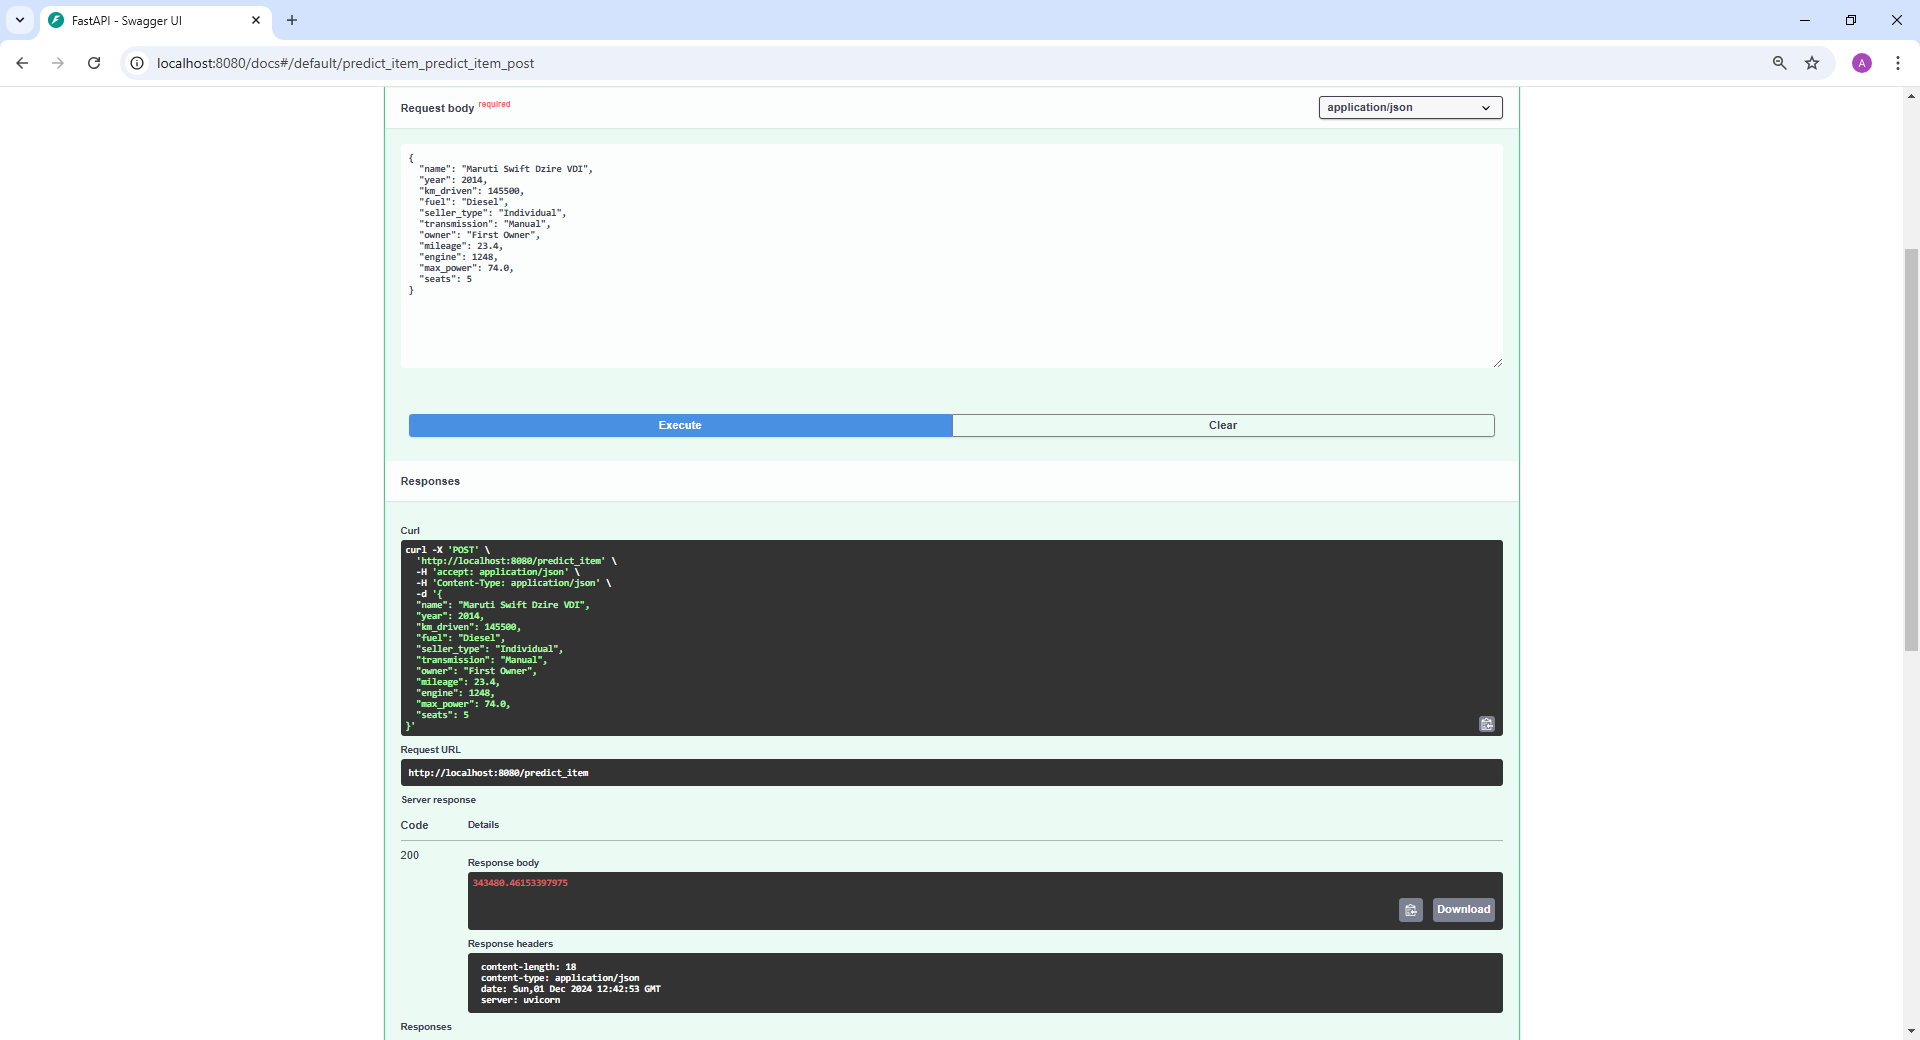 FastAPI - Swagger UI
localhost:8080/docs#/default/predict_item_predict_item_post
A
Request body required
application/json
{
  "name": "Maruti Swift Dzire VDI",
  "year": 2014,
  "km_driven": 145500,
  "fuel": "Diesel",
  "seller_type": "Individual",
  "transmission": "Manual",
  "owner": "First Owner",
  "mileage": 23.4,
  "engine": 1248,
  "max_power": 74.0,
  "seats": 5
}
Execute
Clear
Responses
Curl
curl -X 'POST' \
  'http://localhost:8080/predict_item' \
  -H 'accept: application/json' \
  -H 'Content-Type: application/json' \
  -d '{
  "name": "Maruti Swift Dzire VDI",
  "year": 2014,
  "km_driven": 145500,
  "fuel": "Diesel",
  "seller_type": "Individual",
  "transmission": "Manual",
  "owner": "First Owner",
  "mileage": 23.4,
  "engine": 1248,
  "max_power": 74.0,
  "seats": 5
}'
Request URL
http://localhost:8080/predict_item
Server response
Code
Details
200
Response body
343480.46153397975
Download
Response headers
content-length: 18
content-type: application/json
date: Sun,01 Dec 2024 12:42:53 GMT
server: uvicorn
Responses